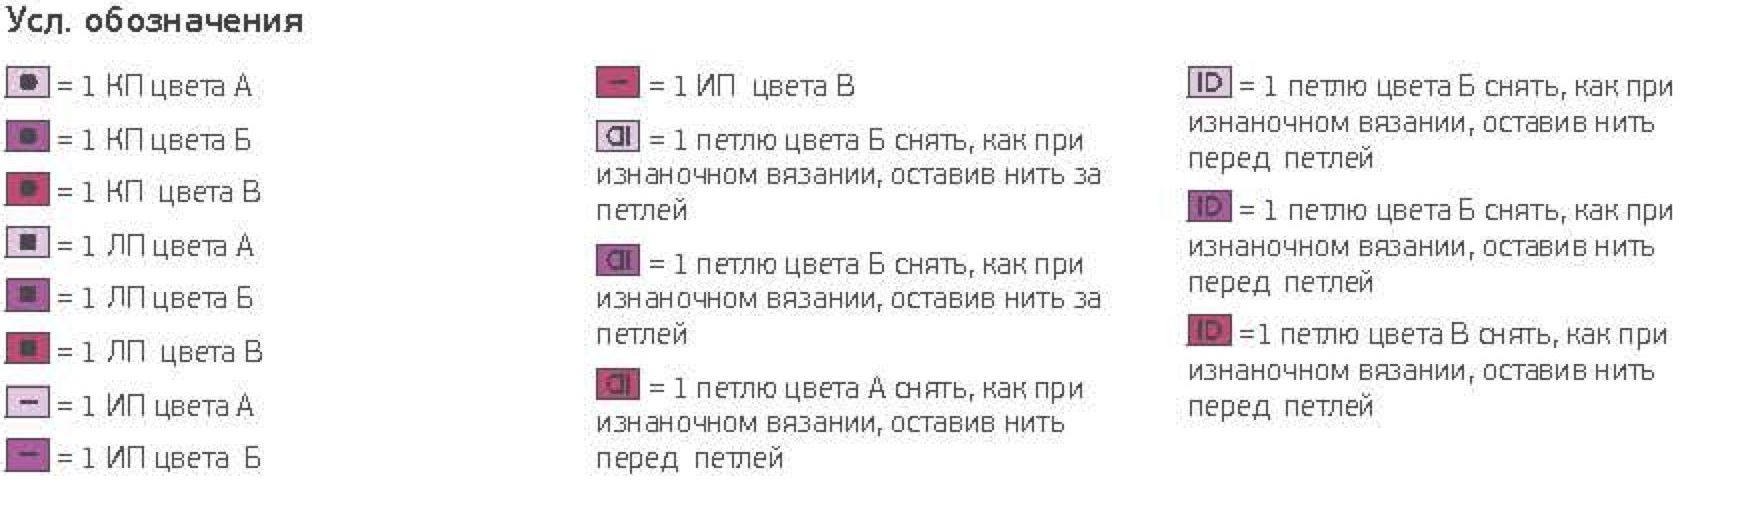 Усл. обозначения
= 1 КП цвета А
= 1 КП цвета Б
= 1 КП цвета В
= 1 ЛП цвета А
= 1 ЛП цвета Б
= 1 ЛП цвета В
= 1 ИП цвета А
= 1 ИП цвета Б
= 1 ИП цвета В
= 1 петлю цвета Б снять, как при
изнаночном вязании, оставив нить за
петлей
= 1 петлю цвета Б снять, как при
изнаночном вязании, оставив нить за
петлей
= 1 петлю цвета А снять, как при
изнаночном вязании, оставив нить
перед петлей
= 1 петлю цвета Б снять, как при
изнаночном вязании, оставив нить
перед петлей
= 1 петлю цвета Б снять, как при
изнаночном вязании, оставив нить
перед петлей
=1 петлю цвета В снять, как при
изнаночном вязании, оставив нить
перед петлей